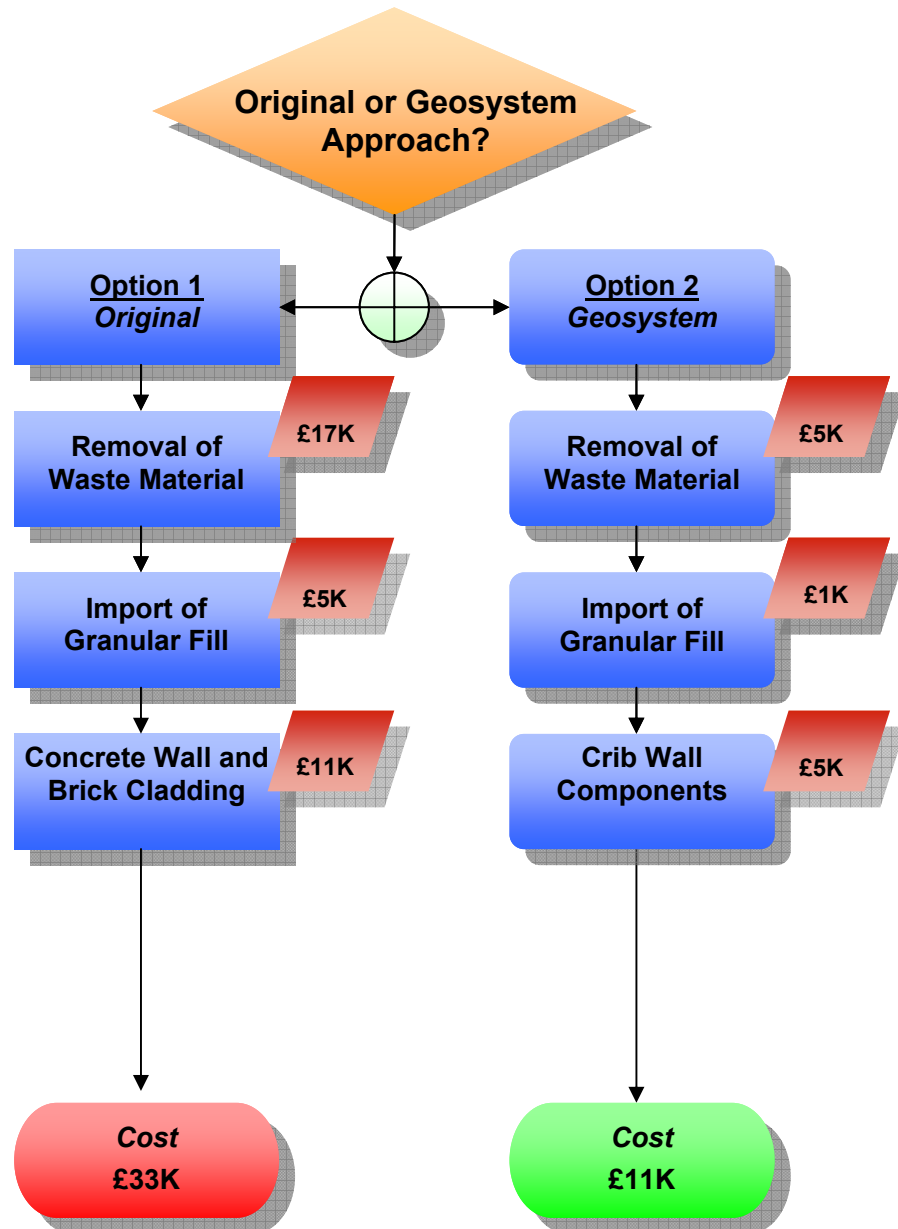 Original or Geosystem
Approach?
Option 1
Original
Option 2
Geosystem
Removal of
Waste Material
£17K
Removal of
Waste Material
£5K
Import of
Granular Fill
£5K
Import of
Granular Fill
£1K
Concrete Wall and
Brick Cladding
£11K
Crib Wall
Components
£5K
Cost
£33K
Cost
£11K